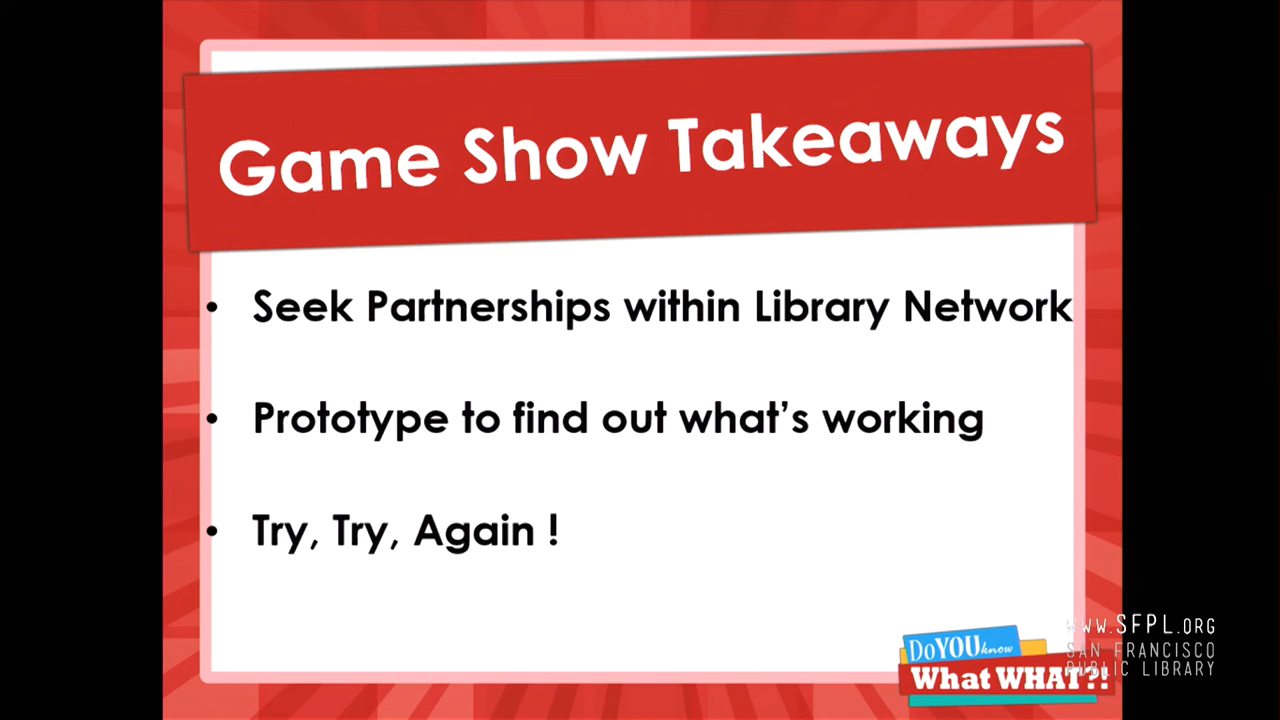 Game Show Takeaways
• Seek Partnerships within Library Network
• Prototype to find out what's working
• Try, Try, Again !
DoYOUknow
What WHAT?!
www.SFPL.ORG
SAN FRANCISCO
PUBLIC LIBRARY